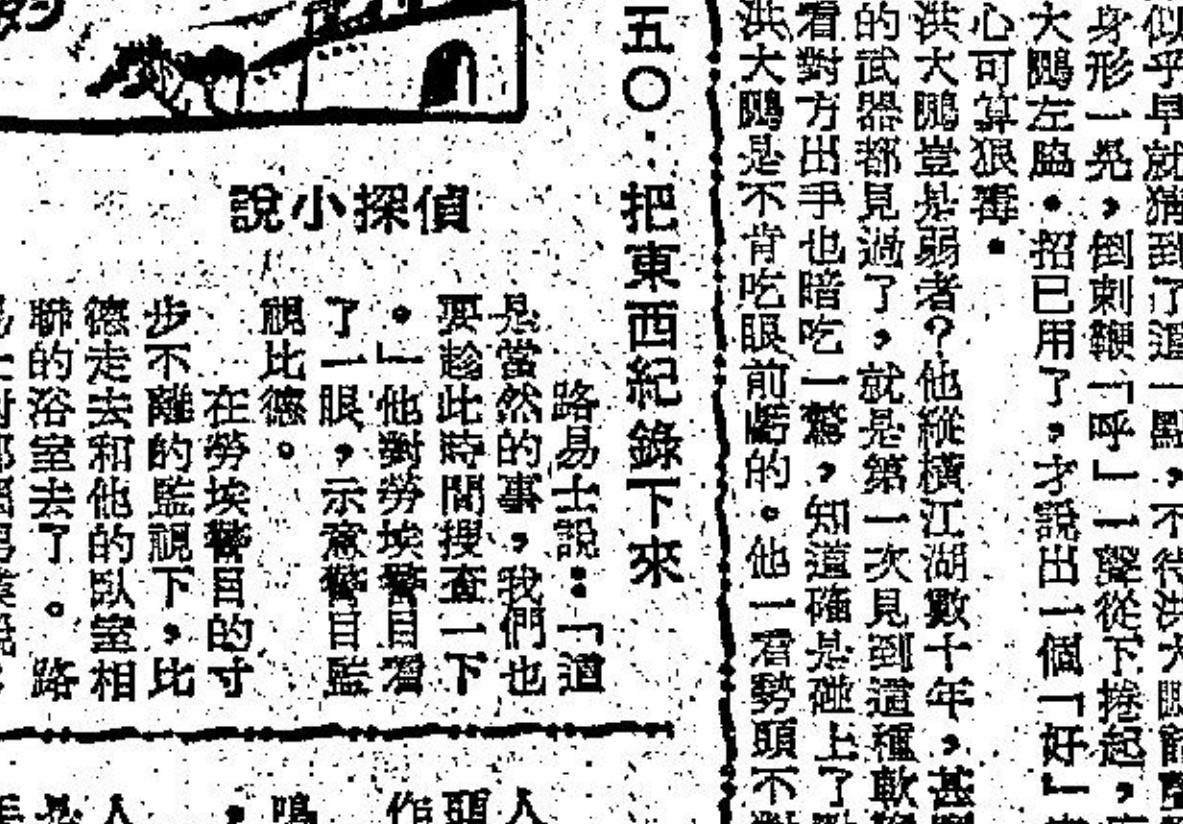 似乎早就猜到了這一點,不待洪大鵬
身形一晃,倒刺鞭「呼」一聲從下捲起,
大鵬左脇。招已用了,才說出一個「好」
心可算狠毒。
洪大鵬豈是弱者?他縱橫江湖數十年,甚麼
的武器都見過了,就是第一次見到這種軟
看對方出手也暗吃一驚,知道確是碰上了
洪大鵬是不肯吃眼前虧的。他一看勢頭不對
五〇:把東西紀錄下來
偵探小說
路易士說:「這
是當然的事,我們也
要趁此時間搜查一下
。」他對勞埃警目看
了一眼,示意警目監
視比德。
在勞埃警目的寸
步不離的監視下,比
德走去和他的臥室相
聯的浴室去了。路
人
頭
作
鳴
,
人